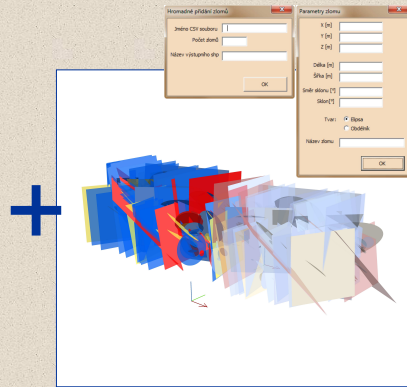 Hromadné přidání zlomů
Jméno CSV souboru
Počet zlomů
Název výstupního shp
OK
Parametry zlomu
X [m]
Y [m]
Z [m]
Délka [m]
Šířka [m]
Směr sklonu [°]
Sklon[°]
Tvar:
Elipsa
Obdélník
Název zlomu
OK